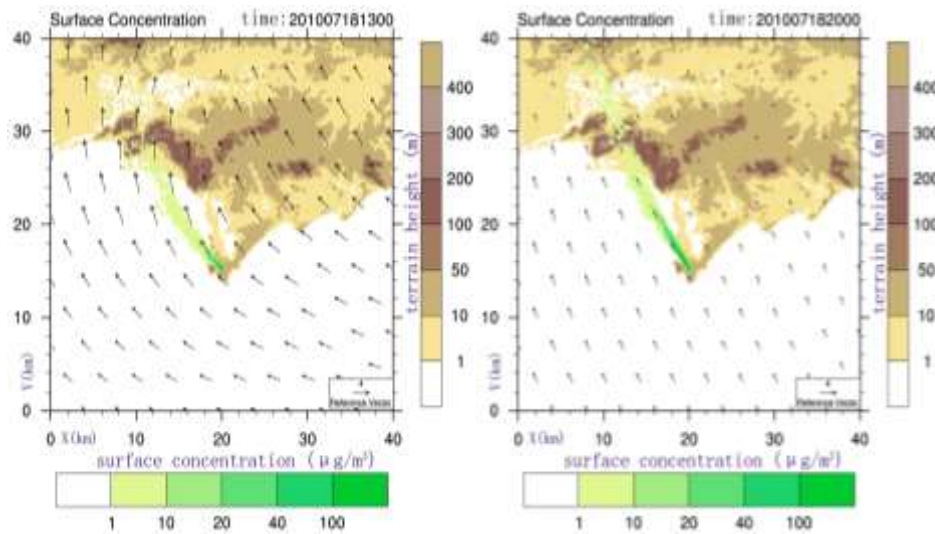 Surface Concentration time:201007181300
Surface Concentration time:201007182000
40
30
20
10
0
Y(km)
0 X(km) 10 20 30 40
400
300
200
100
50
10
1
terrain height (m)
40
30
20
10
0
Y(km)
0 X(km) 10 20 30 40
400
300
200
100
50
10
1
terrain height (m)
surface concentration (μg/m³)
1 10 20 40 100
surface concentration (μg/m³)
1 10 20 40 100